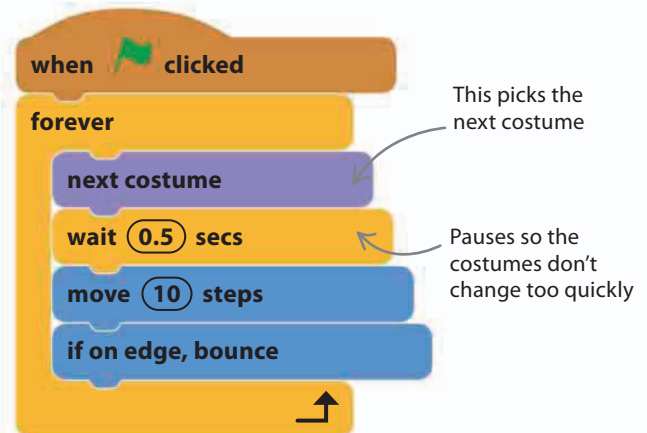 when clicked
forever
This picks the
next costume
next costume
wait 0.5 secs
Pauses so the
costumes don't
change too quickly
move 10 steps
if on edge, bounce